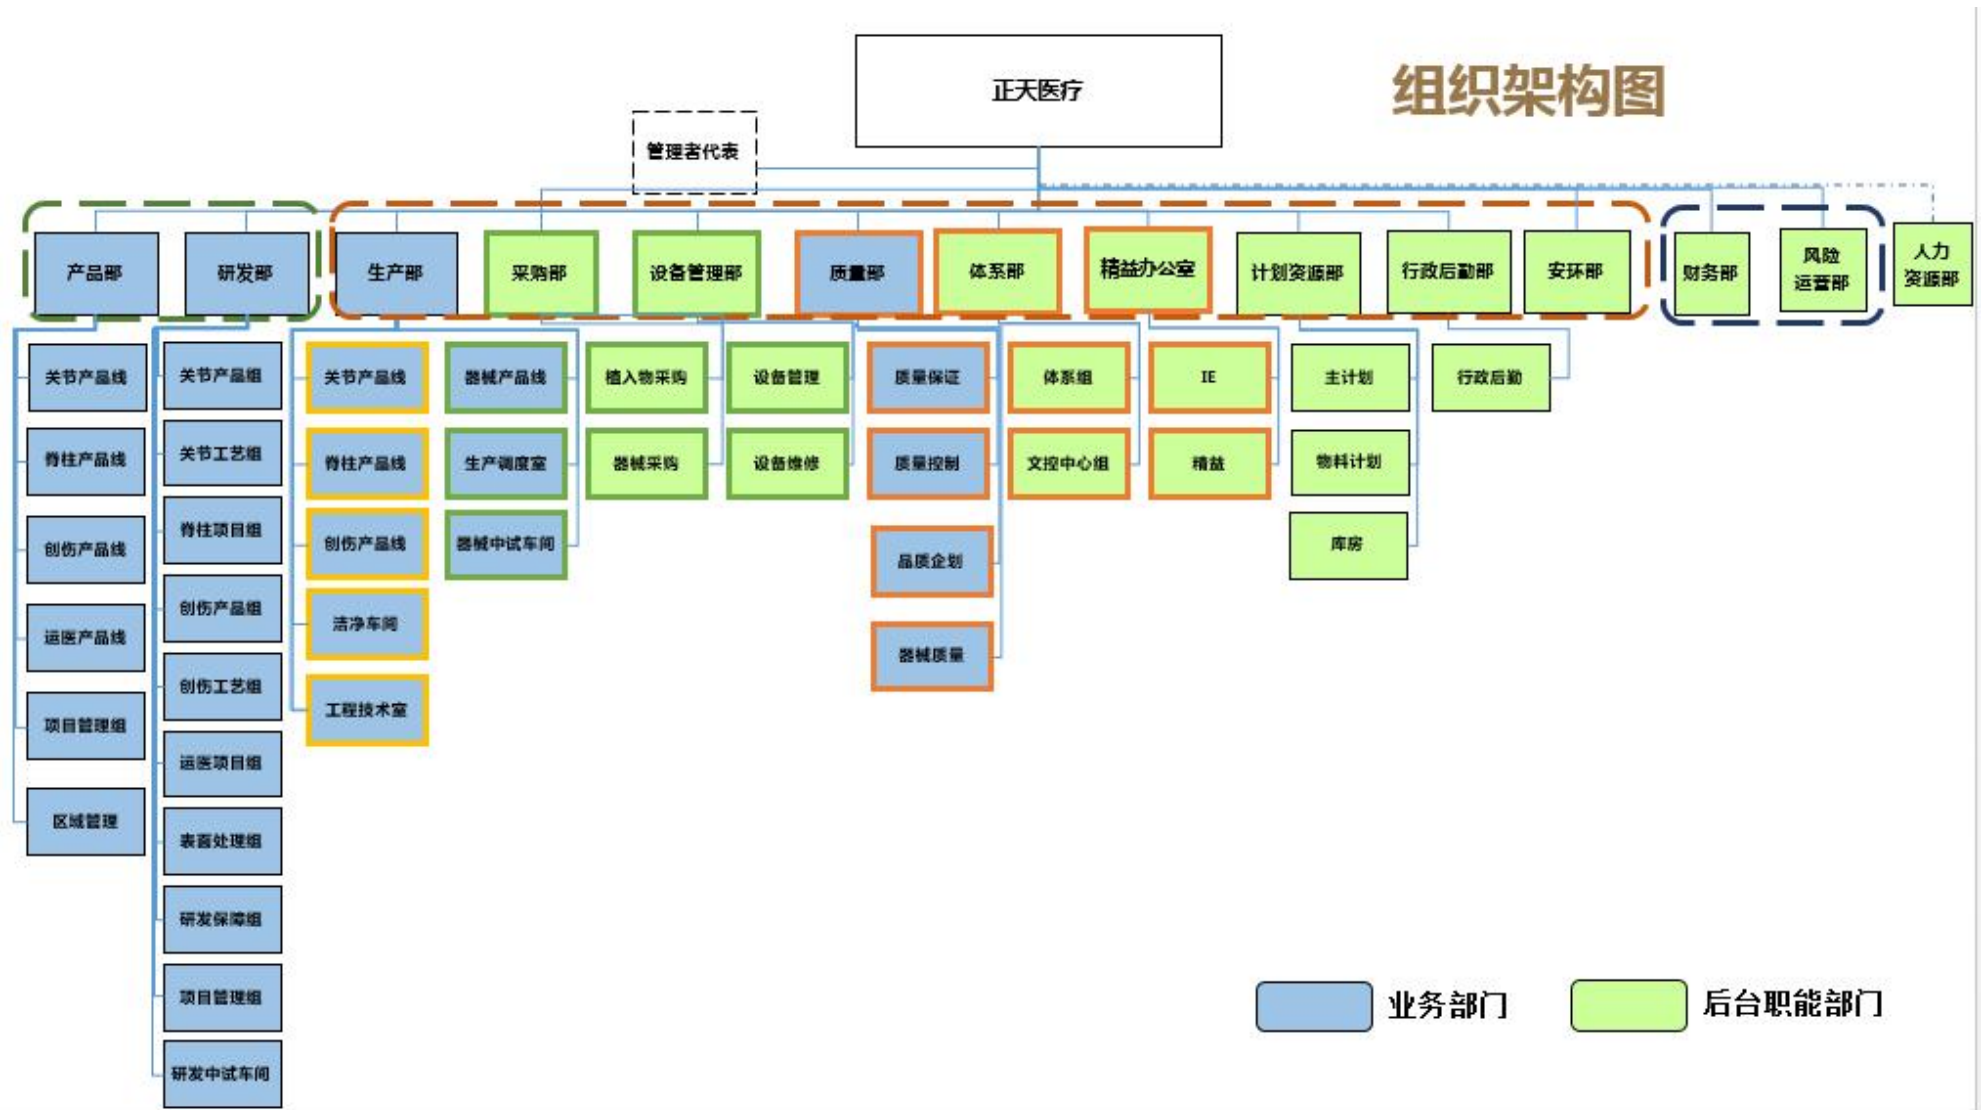 正天医疗
组织架构图
管理者代表
产品部
研发部
生产部
采购部
设备管理部
质量部
体系部
精益办公室
计划资源部
行政后勤部
安环部
财务部
风险
运营部
人力
资源部
关节产品线
脊柱产品线
创伤产品线
运医产品线
项目管理组
区域管理
关节产品组
关节工艺组
脊柱项目组
创伤产品组
创伤工艺组
运医项目组
表面处理组
研发保障组
项目管理组
研发中试车间
关节产品线
脊柱产品线
创伤产品线
洁净车间
工程技术室
器械产品线
生产调度室
器械中试车间
植入物采购
器械采购
设备管理
设备维修
质量保证
质量控制
品质企划
器械质量
体系组
文控中心组
IE
精益
主计划
物料计划
库房
行政后勤
业务部门
后台职能部门